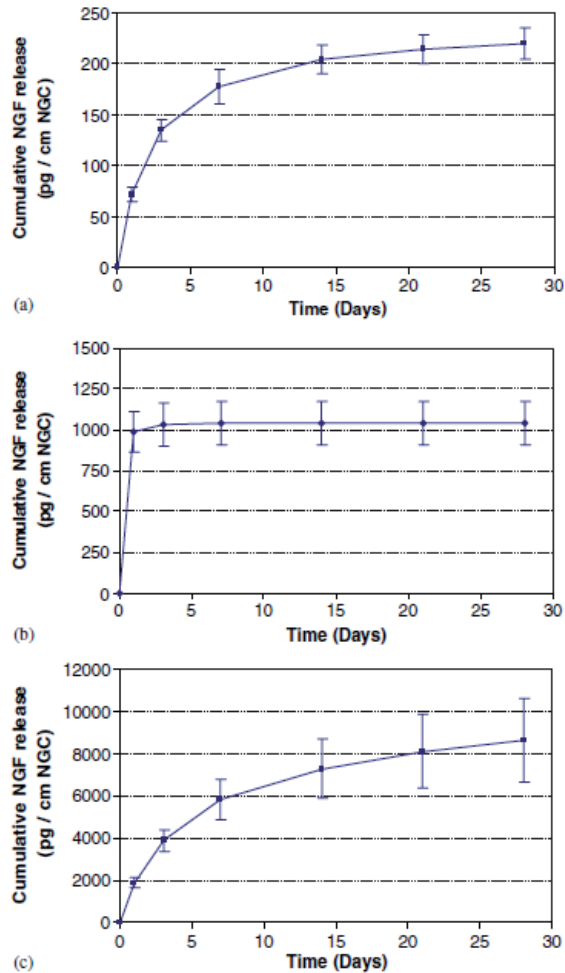 Cumulative NGF release
(pg / cm NGC)
250
200
150
100
50
0
0 5 10 15 20 25 30
Time (Days)
(a)
Cumulative NGF release
(pg / cm NGC)
1500
1250
1000
750
500
250
0
0 5 10 15 20 25 30
Time (Days)
(b)
Cumulative NGF release
(pg / cm NGC)
12000
10000
8000
6000
4000
2000
0
0 5 10 15 20 25 30
Time (Days)
(c)